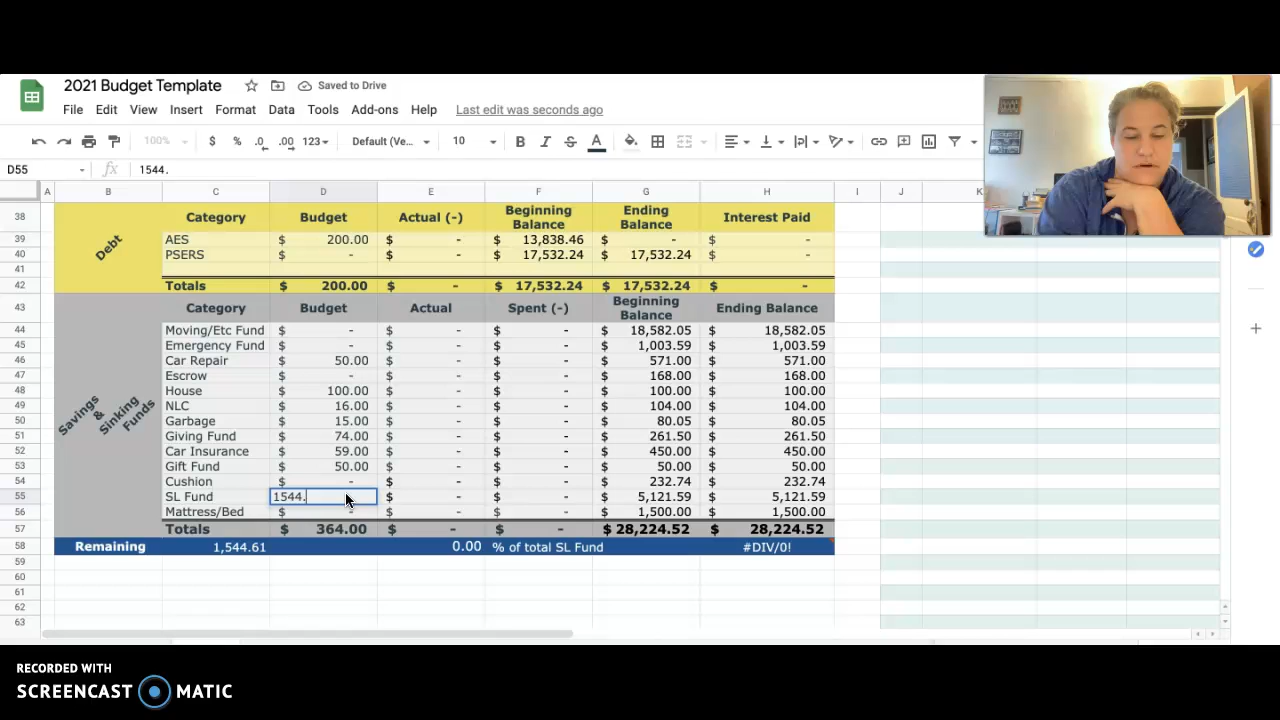 2021 Budget Template
Saved to Drive
File Edit View Insert Format Data Tools Add-ons Help Last edit was seconds ago
100% $ % .0 .00 123 Default (Ve... 10 B I S A
D55 fx 1544.
A B C D E F G H I J K
38 Category Budget Actual (-) Beginning Balance Ending Balance Interest Paid
Debt
39 AES $ 200.00 $ - $ 13,838.46 $ - $ -
40 PSERS $ - $ - $ 17,532.24 $ 17,532.24 $ -
41
42 Totals $ 200.00 $ - $ 17,532.24 $ 17,532.24 $ -
43 Category Budget Actual Spent (-) Beginning Balance Ending Balance
Savings & Sinking Funds
44 Moving/Etc Fund $ - $ - $ - $ 18,582.05 $ 18,582.05
45 Emergency Fund $ - $ - $ - $ 1,003.59 $ 1,003.59
46 Car Repair $ 50.00 $ - $ - $ 571.00 $ 571.00
47 Escrow $ - $ - $ - $ 168.00 $ 168.00
48 House $ 100.00 $ - $ - $ 100.00 $ 100.00
49 NLC $ 16.00 $ - $ - $ 104.00 $ 104.00
50 Garbage $ 15.00 $ - $ - $ 80.05 $ 80.05
51 Giving Fund $ 74.00 $ - $ - $ 261.50 $ 261.50
52 Car Insurance $ 59.00 $ - $ - $ 450.00 $ 450.00
53 Gift Fund $ 50.00 $ - $ - $ 50.00 $ 50.00
54 Cushion $ - $ - $ - $ 232.74 $ 232.74
55 SL Fund 1544. $ - $ - $ 5,121.59 $ 5,121.59
56 Mattress/Bed $ - $ - $ - $ 1,500.00 $ 1,500.00
57 Totals $ 364.00 $ - $ - $ 28,224.52 $ 28,224.52
58 Remaining 1,544.61 0.00 % of total SL Fund #DIV/0!
59
60
61
62
63
RECORDED WITH
SCREENCAST MATIC